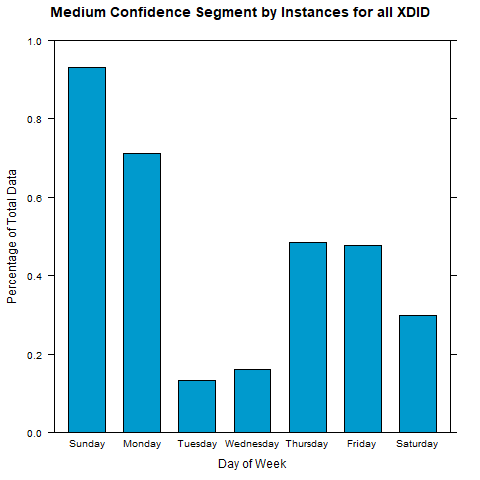 Medium Confidence Segment by Instances for all XDID
Percentage of Total Data
1.0
0.8
0.6
0.4
0.2
0.0
Sunday Monday Tuesday Wednesday Thursday Friday Saturday
Day of Week